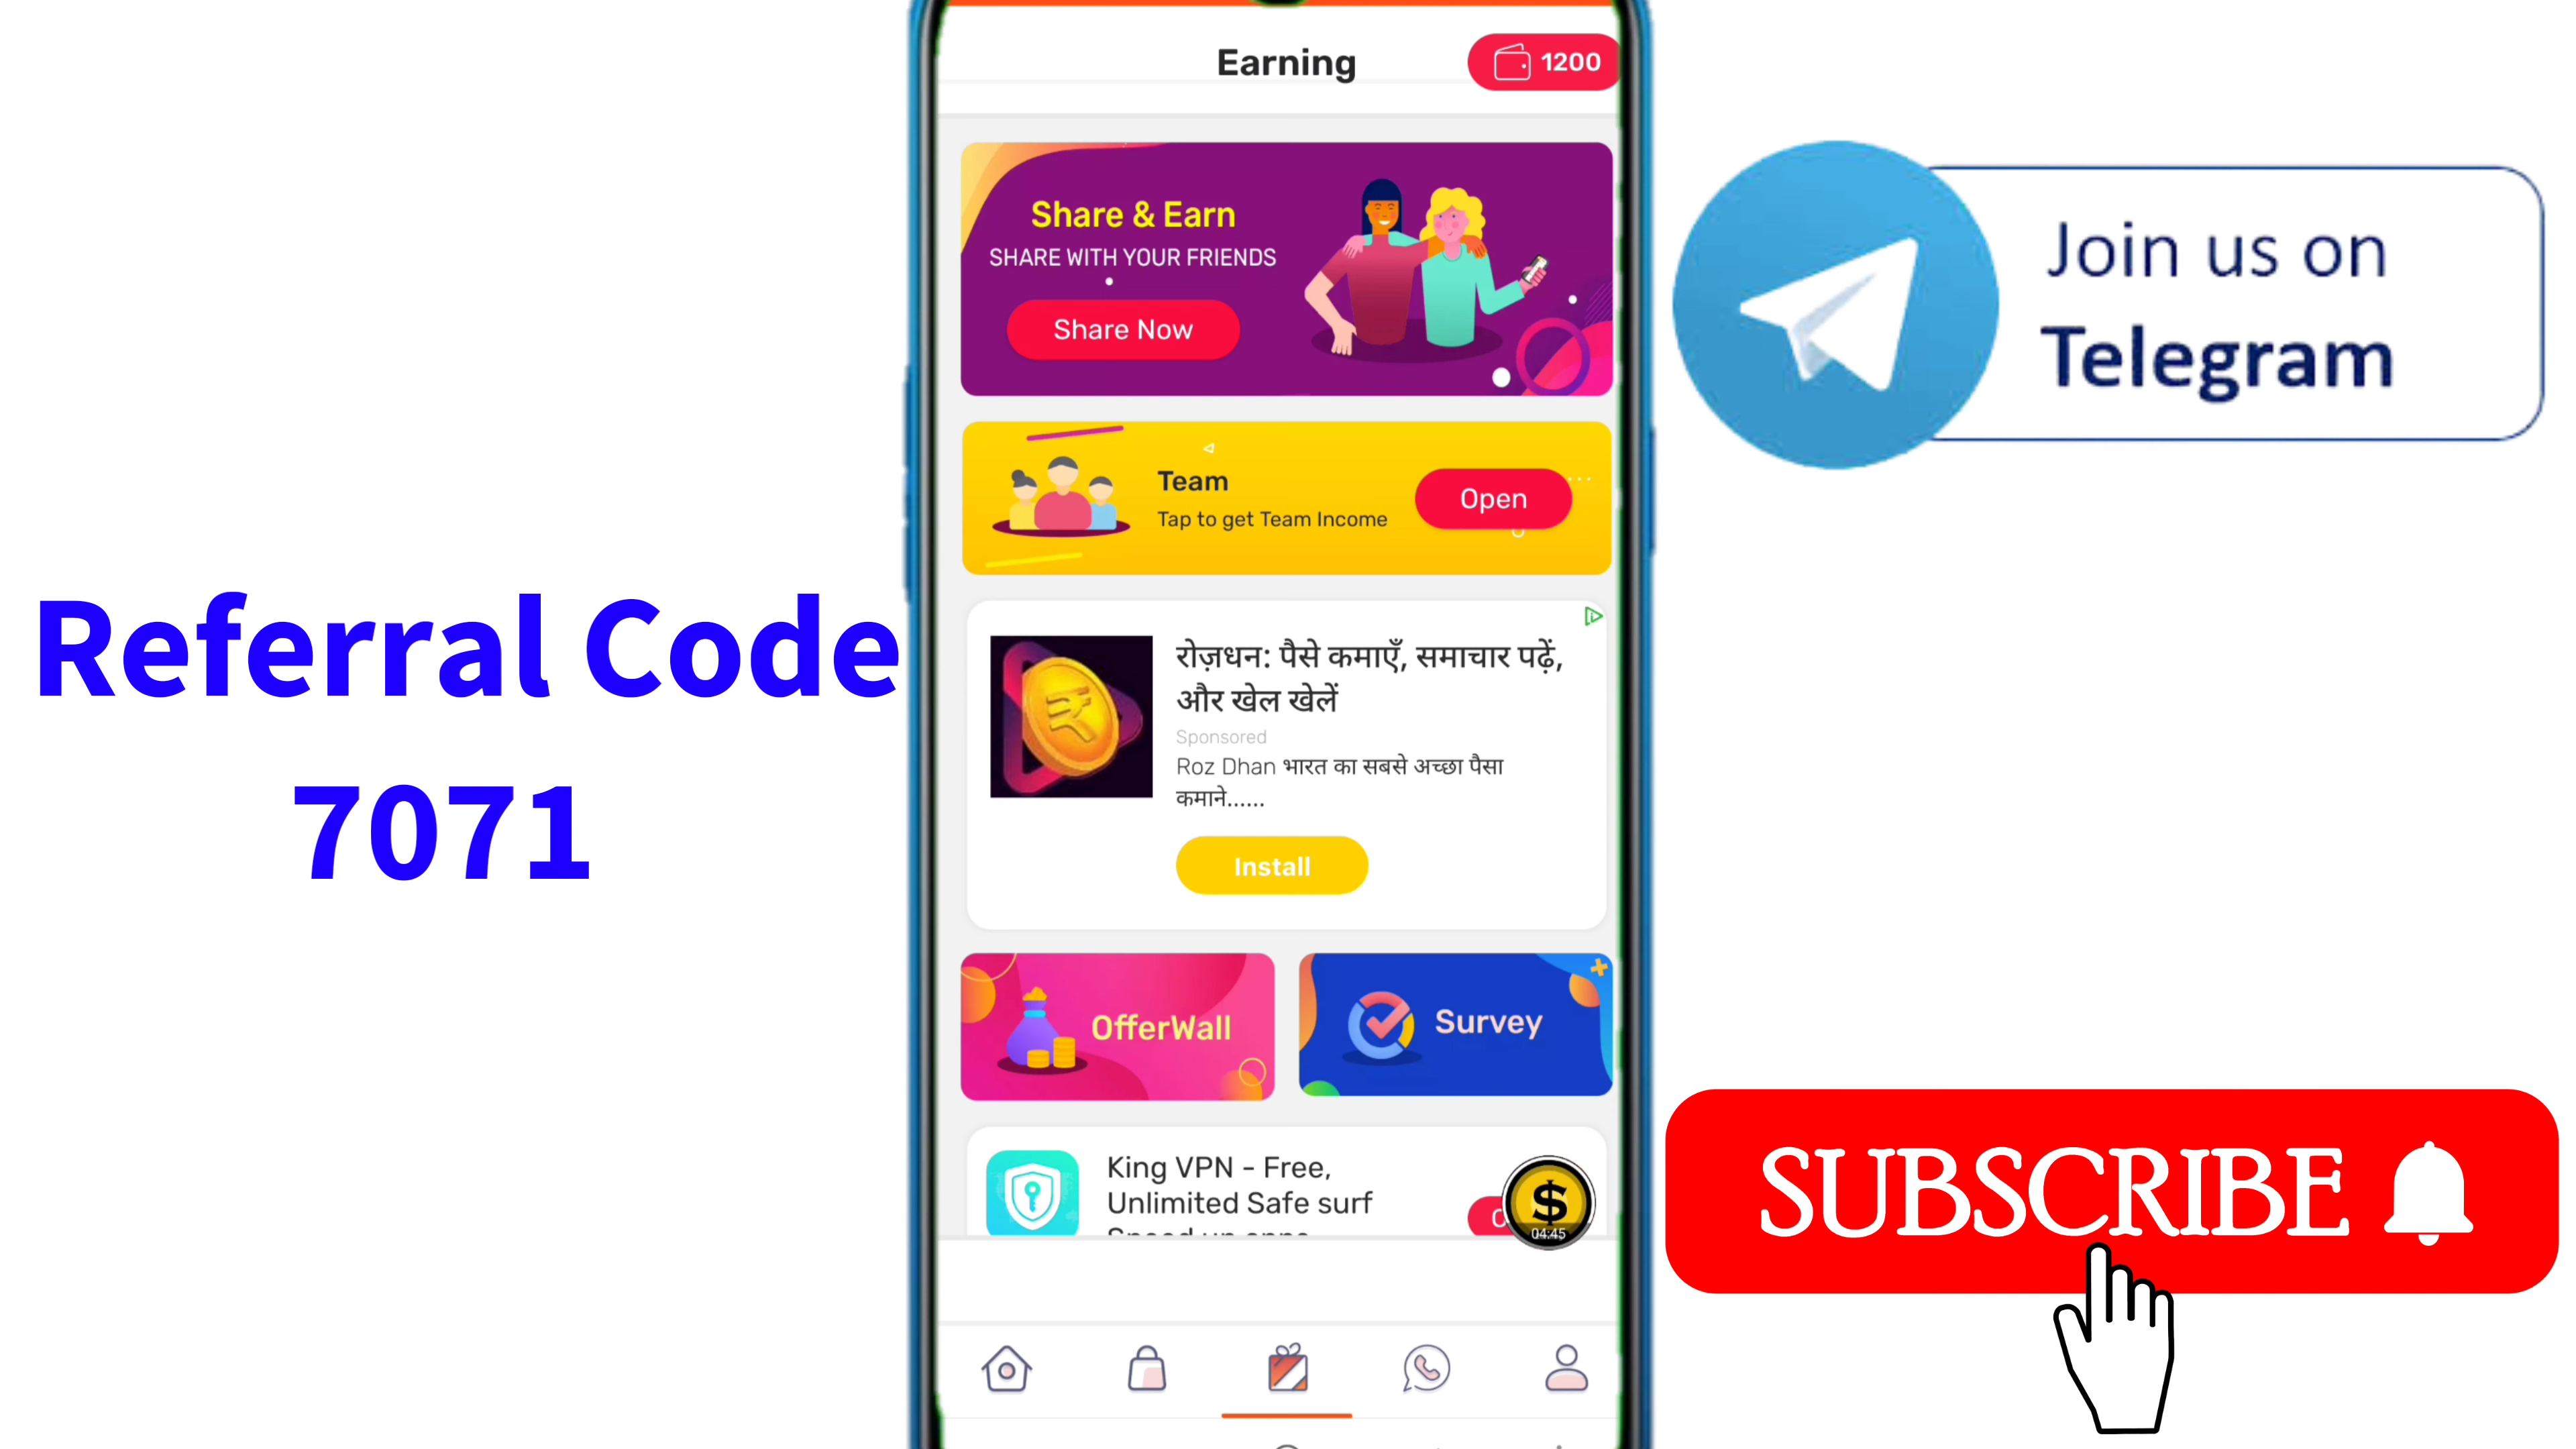 Earning
1200
Share & Earn
SHARE WITH YOUR FRIENDS
Share Now
Join us on
Telegram
Team
Tap to get Team Income
Open
Referral Code
7071
रोज़धन: पैसे कमाएँ, समाचार पढ़ें,
और खेल खेलें
Sponsored
Roz Dhan भारत का सबसे अच्छा पैसा
कमाने......
Install
OfferWall
Survey
King VPN - Free,
Unlimited Safe surf
04:45
SUBSCRIBE